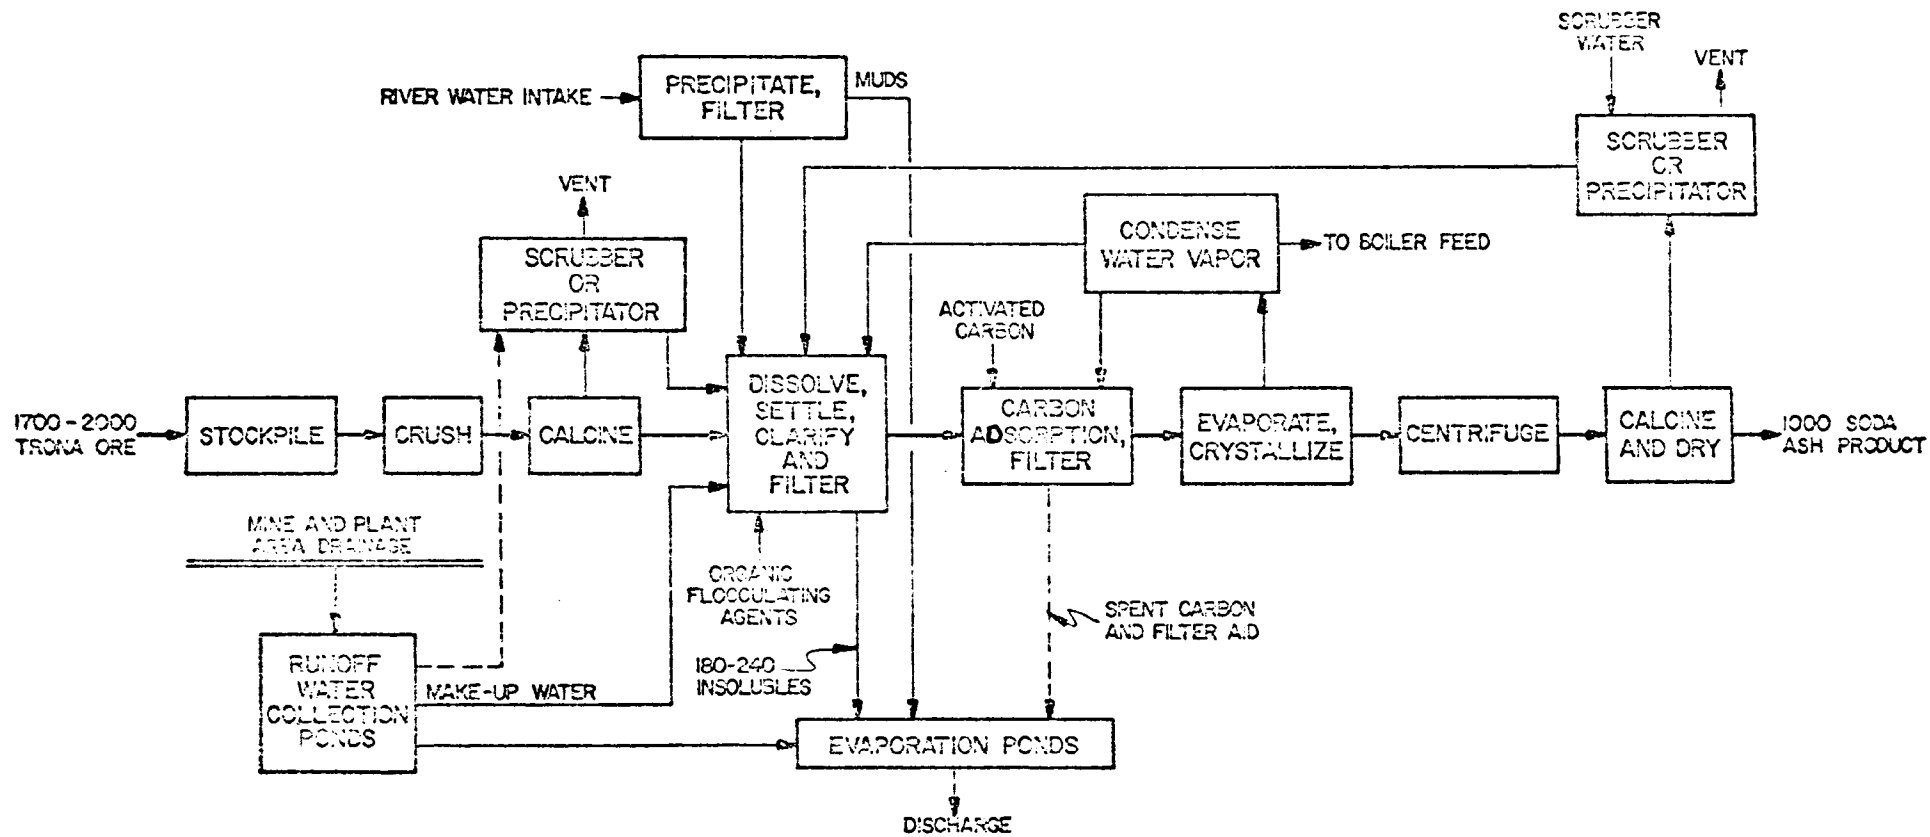 SCRUBBER
WATER
VENT
PRECIPITATE,
FILTER
MUDS
RIVER WATER INTAKE
SCRUBBER
OR
PRECIPITATOR
VENT
SCRUBBER
OR
PRECIPITATOR
CONDENSE
WATER VAPOR
TO BOILER FEED
ACTIVATED
CARBON
1700-2000
TRONA ORE
STOCKPILE
CRUSH
CALCINE
DISSOLVE,
SETTLE,
CLARIFY
AND
FILTER
CARBON
ADSORPTION,
FILTER
EVAPORATE,
CRYSTALLIZE
CENTRIFUGE
CALCINE
AND DRY
1000 SODA
ASH PRODUCT
MINE AND PLANT
AREA DRAINAGE
ORGANIC
FLOCCULATING
AGENTS
SPENT CARBON
AND FILTER AID
180-240
INSOLUBLES
RUNOFF
WATER
COLLECTION
PONDS
MAKE-UP WATER
EVAPORATION PONDS
DISCHARGE